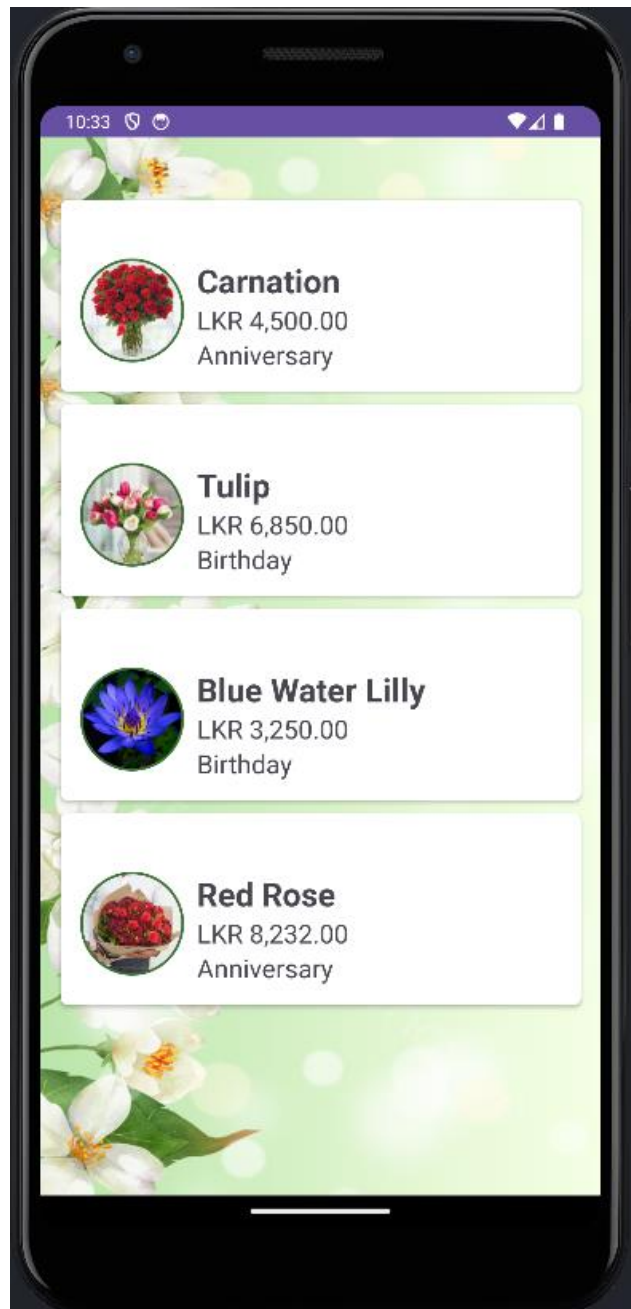 10:33
Carnation
LKR 4,500.00
Anniversary
Tulip
LKR 6,850.00
Birthday
Blue Water Lilly
LKR 3,250.00
Birthday
Red Rose
LKR 8,232.00
Anniversary